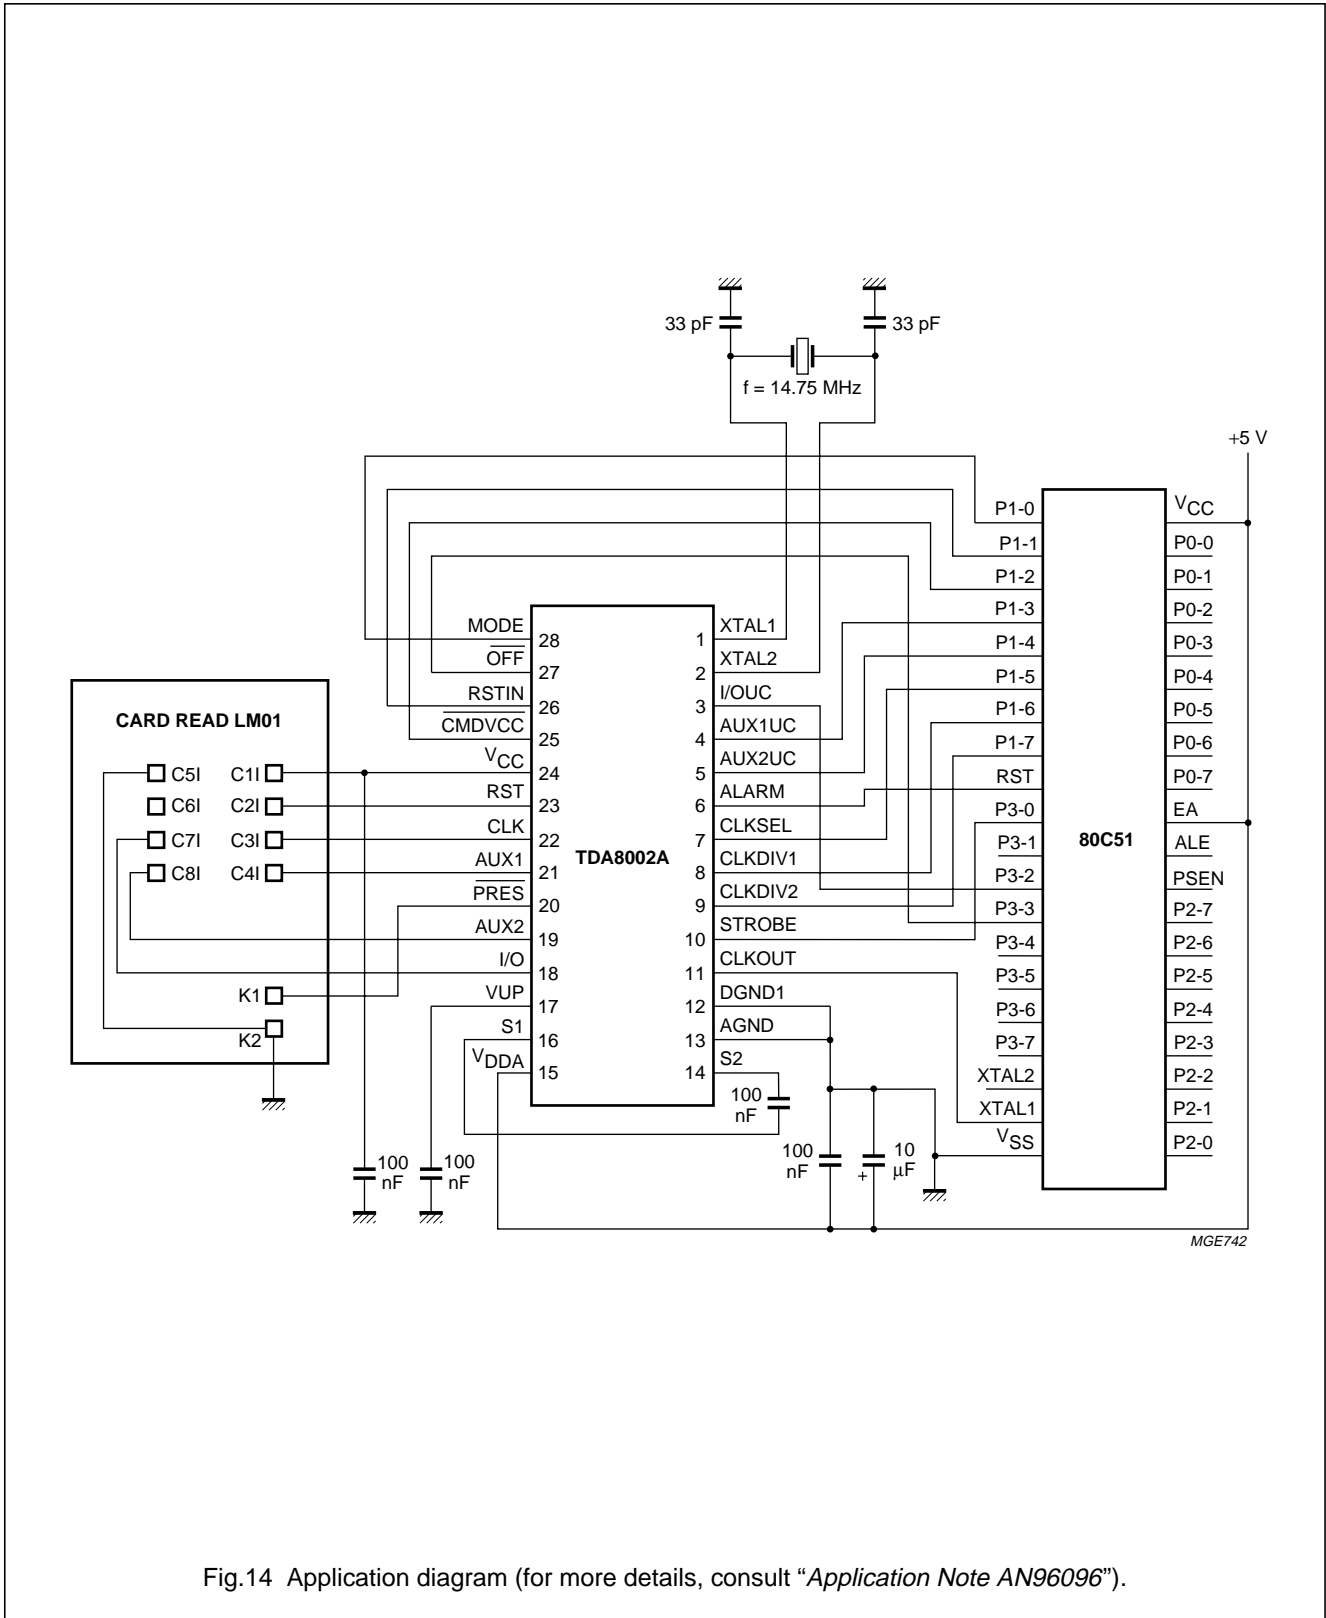 33 pF
33 pF
f = 14.75 MHz
+5 V
CARD READ LM01
C5I
C1I
C6I
C2I
C7I
C3I
C8I
C4I
K1
K2
MODE
OFF
RSTIN
CMDVCC
VCC
RST
CLK
AUX1
PRES
AUX2
I/O
VUP
S1
VDDA
28
27
26
25
24
23
22
21
20
19
18
17
16
15
TDA8002A
1
2
3
4
5
6
7
8
9
10
11
12
13
14
XTAL1
XTAL2
I/OUC
AUX1UC
AUX2UC
ALARM
CLKSEL
CLKDIV1
CLKDIV2
STROBE
CLKOUT
DGND1
AGND
S2
100
nF
100
nF
100
nF
100
nF
10
µF
+
P1-0
P1-1
P1-2
P1-3
P1-4
P1-5
P1-6
P1-7
RST
P3-0
P3-1
P3-2
P3-3
P3-4
P3-5
P3-6
P3-7
XTAL2
XTAL1
VSS
80C51
VCC
P0-0
P0-1
P0-2
P0-3
P0-4
P0-5
P0-6
P0-7
EA
ALE
PSEN
P2-7
P2-6
P2-5
P2-4
P2-3
P2-2
P2-1
P2-0
MGE742
Fig.14 Application diagram (for more details, consult “Application Note AN96096”).